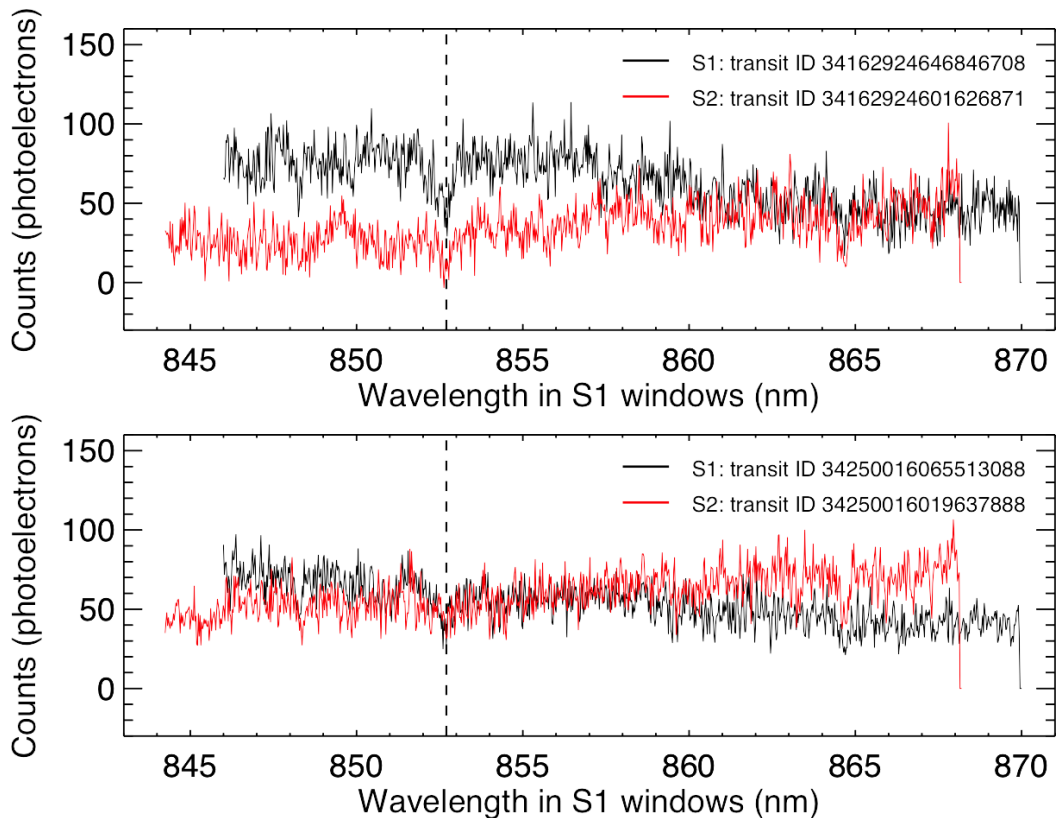 150
100
50
0
Counts (photoelectrons)
S1: transit ID 34162924646846708
S2: transit ID 34162924601626871
845 850 855 860 865 870
Wavelength in S1 windows (nm)
150
100
50
0
Counts (photoelectrons)
S1: transit ID 34250016065513088
S2: transit ID 34250016019637888
845 850 855 860 865 870
Wavelength in S1 windows (nm)